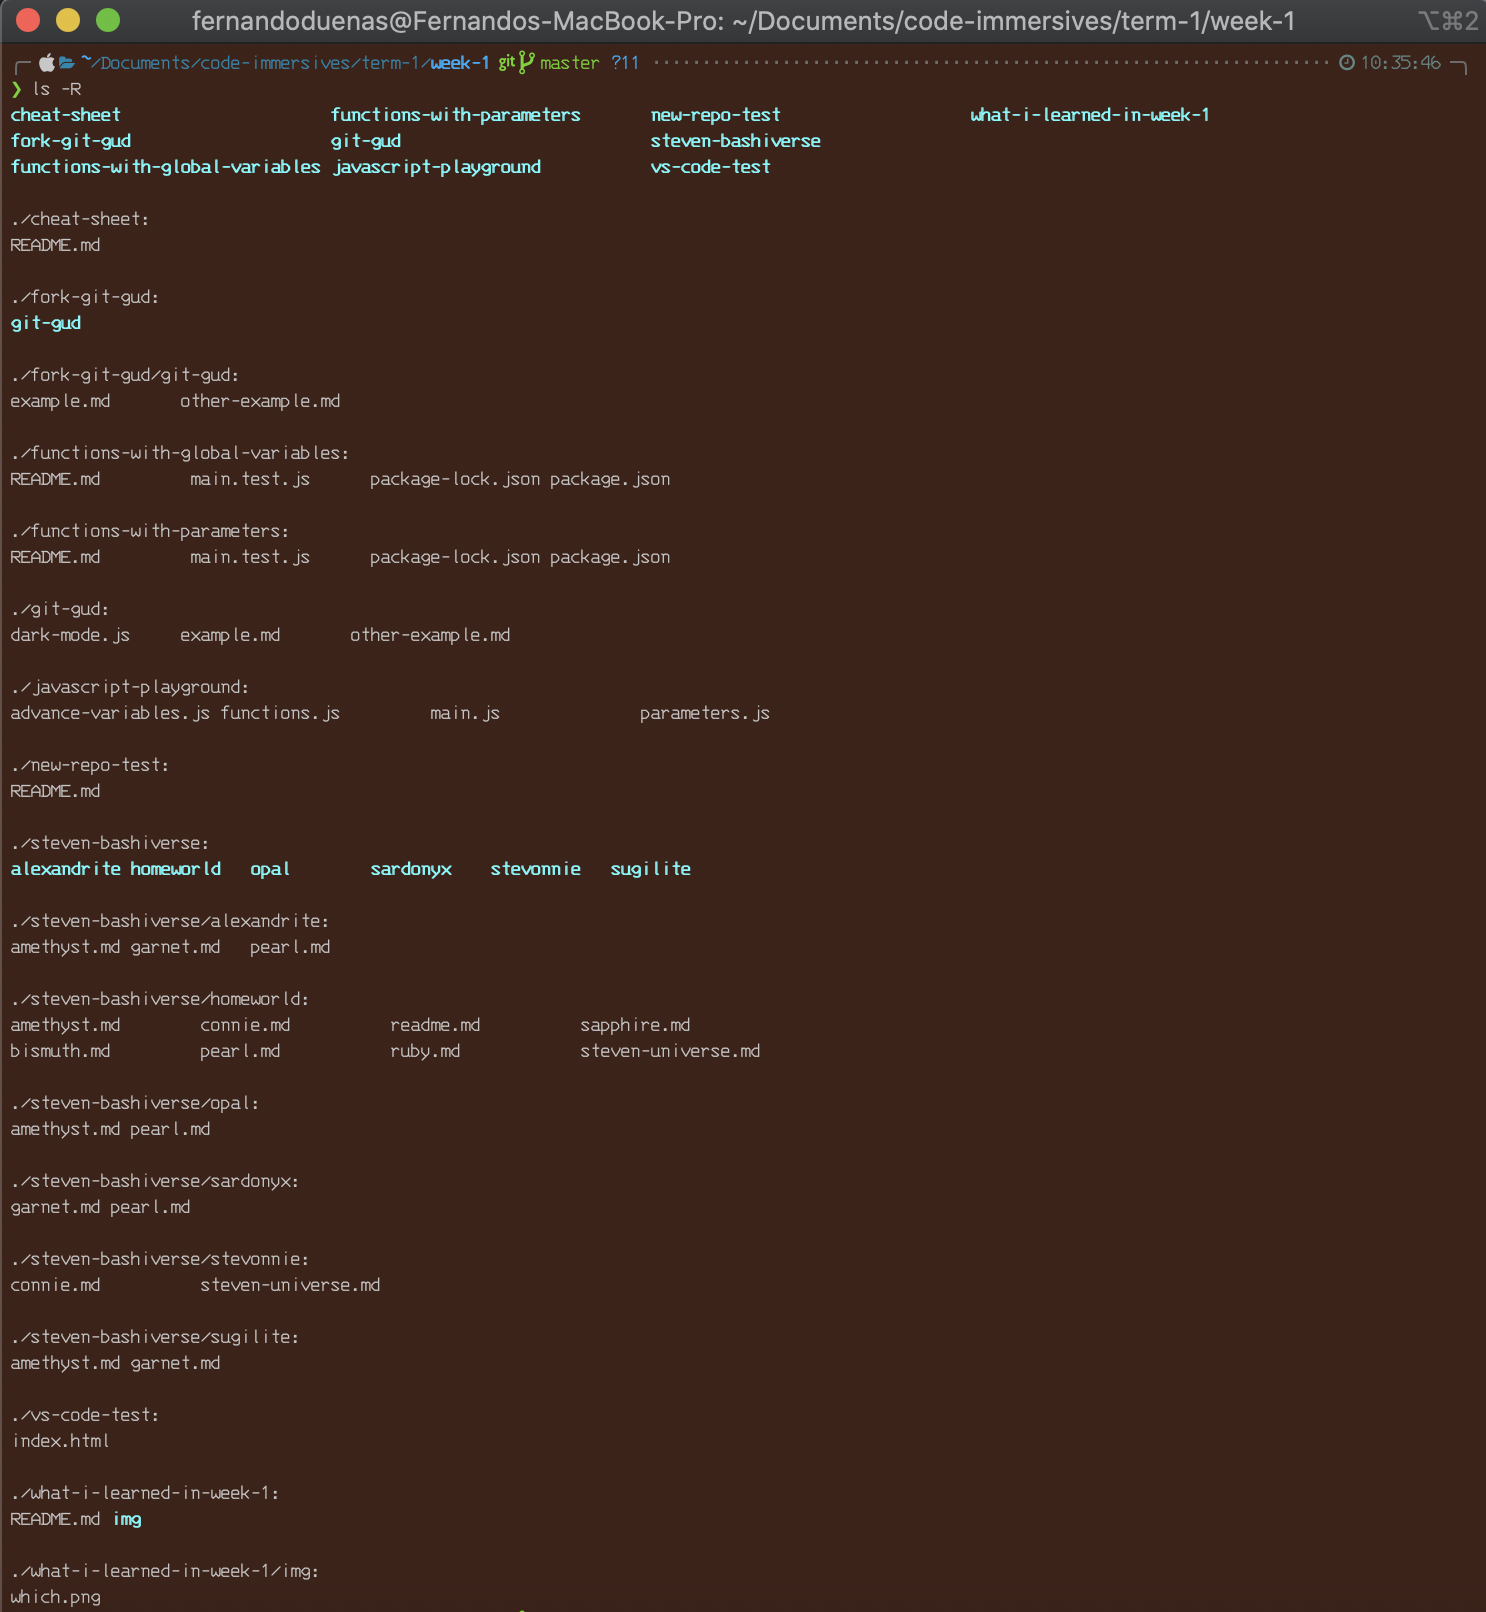 fernandoduenas@Fernandos-MacBook-Pro: ~/Documents/code-immersives/term-1/week-1 ⌥⌘2
~/Documents/code-immersives/term-1/week-1 git master ?11 10:35:46
❯ ls -R
cheat-sheet functions-with-parameters new-repo-test what-i-learned-in-week-1
fork-git-gud git-gud steven-bashiverse
functions-with-global-variables javascript-playground vs-code-test
./cheat-sheet:
README.md
./fork-git-gud:
git-gud
./fork-git-gud/git-gud:
example.md other-example.md
./functions-with-global-variables:
README.md main.test.js package-lock.json package.json
./functions-with-parameters:
README.md main.test.js package-lock.json package.json
./git-gud:
dark-mode.js example.md other-example.md
./javascript-playground:
advance-variables.js functions.js main.js parameters.js
./new-repo-test:
README.md
./steven-bashiverse:
alexandrite homeworld opal sardonyx stevonnie sugilite
./steven-bashiverse/alexandrite:
amethyst.md garnet.md pearl.md
./steven-bashiverse/homeworld:
amethyst.md connie.md readme.md sapphire.md
bismuth.md pearl.md ruby.md steven-universe.md
./steven-bashiverse/opal:
amethyst.md pearl.md
./steven-bashiverse/sardonyx:
garnet.md pearl.md
./steven-bashiverse/stevonnie:
connie.md steven-universe.md
./steven-bashiverse/sugilite:
amethyst.md garnet.md
./vs-code-test:
index.html
./what-i-learned-in-week-1:
README.md img
./what-i-learned-in-week-1/img:
which.png